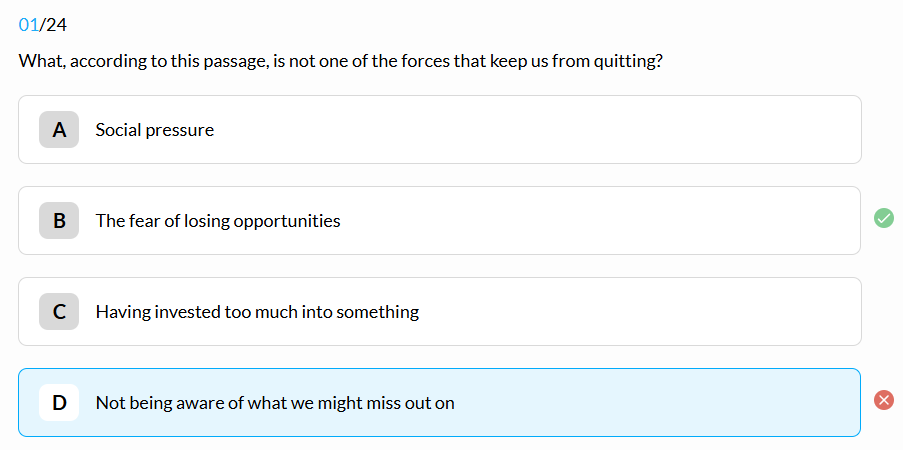 01/24
What, according to this passage, is not one of the forces that keep us from quitting?
A Social pressure
B The fear of losing opportunities
C Having invested too much into something
D Not being aware of what we might miss out on